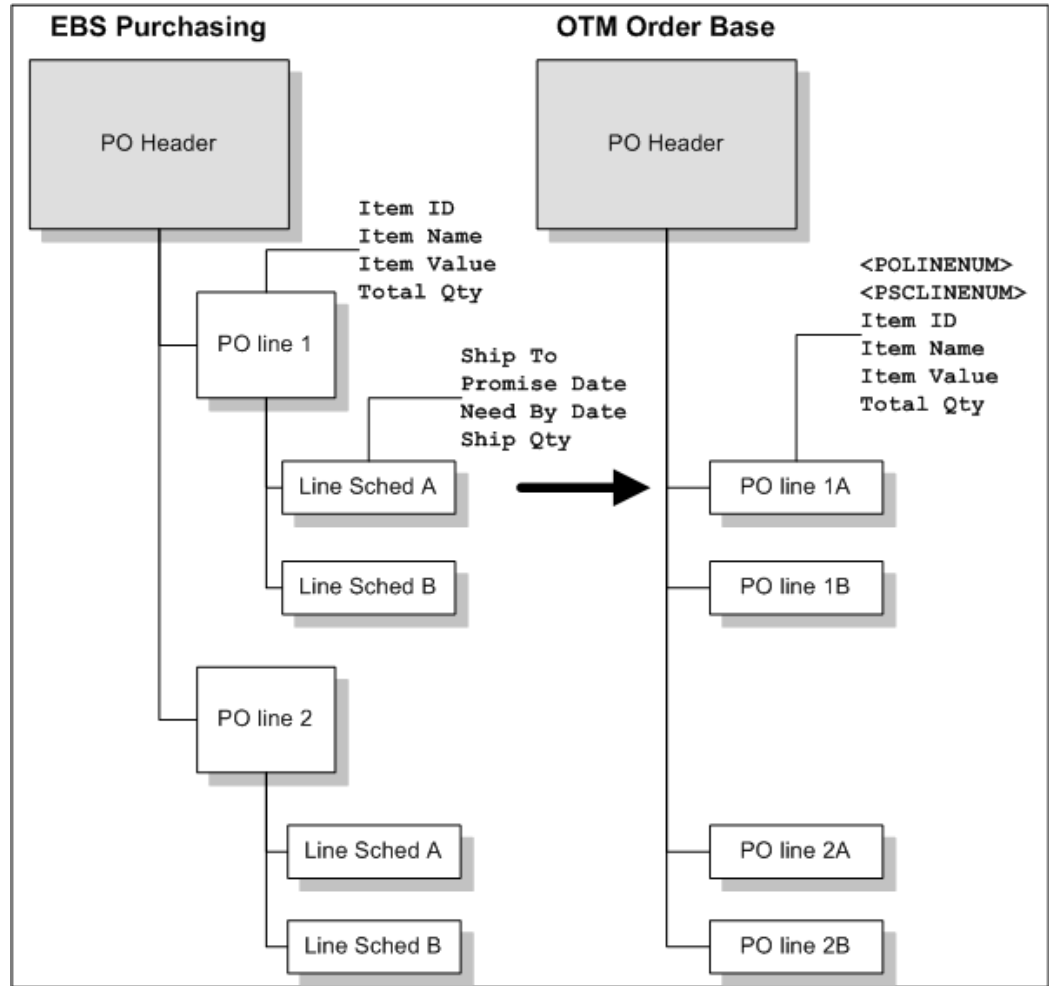 EBS Purchasing
OTM Order Base
PO Header
PO Header
Item ID
Item Name
Item Value
Total Qty
<POLINENUM>
<PSCLINENUM>
Item ID
Item Name
Item Value
Total Qty
PO line 1
Ship To
Promise Date
Need By Date
Ship Qty
Line Sched A
PO line 1A
Line Sched B
PO line 1B
PO line 2
Line Sched A
PO line 2A
Line Sched B
PO line 2B